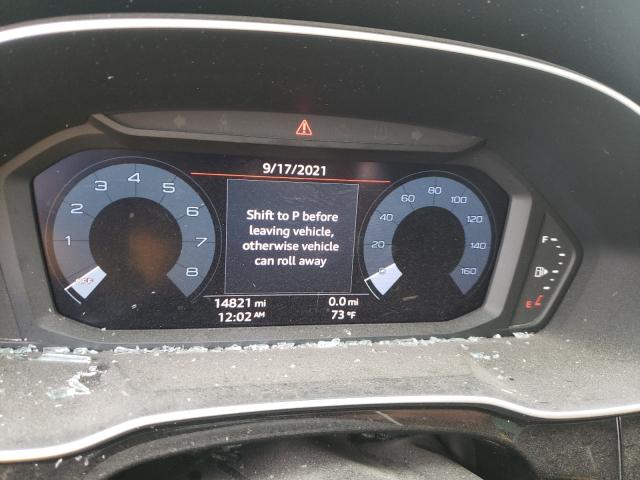 9/17/2021
1 2 3 4 5 6 7 8
OFF
Shift to P before
leaving vehicle,
otherwise vehicle
can roll away
0 20 40 60 80 100 120 140 160
F
E
14821 mi
0.0 mi
12:02 AM
73 °F